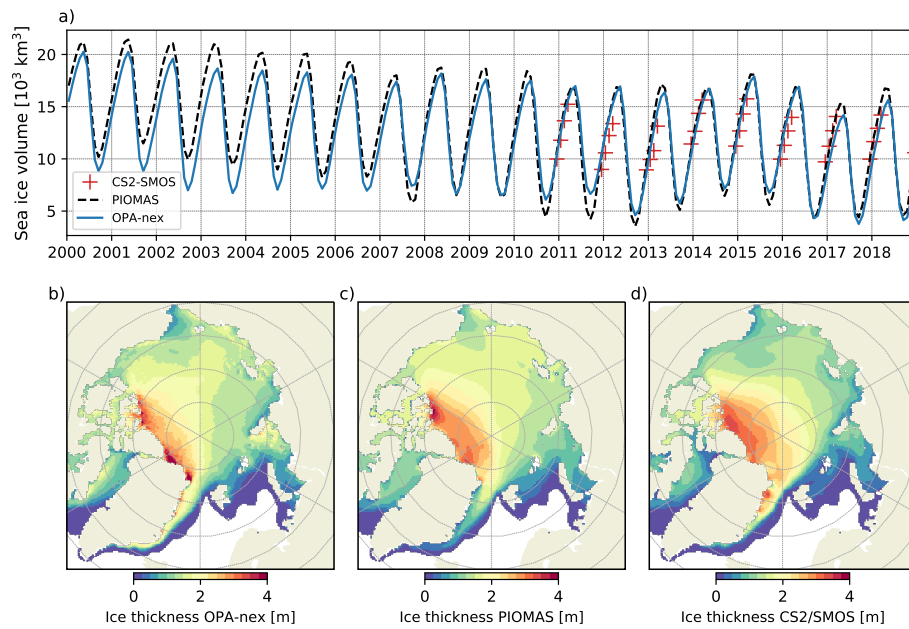 a)
Sea ice volume [10³ km³]
20
15
10
5
CS2-SMOS
PIOMAS
OPA-nex
2000 2001 2002 2003 2004 2005 2006 2007 2008 2009 2010 2011 2012 2013 2014 2015 2016 2017 2018
b) c) d)
0 2 4 0 2 4 0 2 4
Ice thickness OPA-nex [m] Ice thickness PIOMAS [m] Ice thickness CS2/SMOS [m]